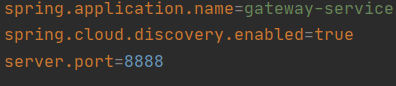 spring.application.name=gateway-service
spring.cloud.discovery.enabled=true
server.port=8888